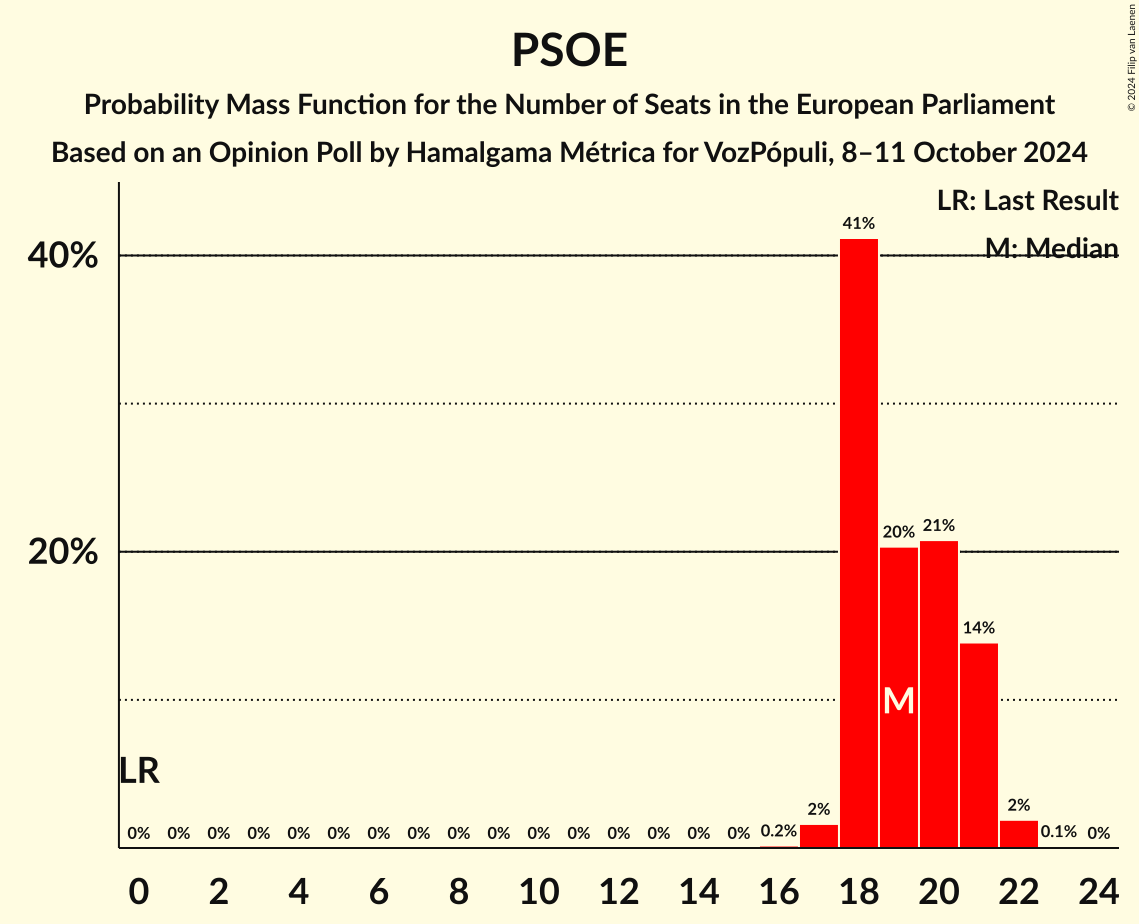 PSOE
Probability Mass Function for the Number of Seats in the European Parliament
Based on an Opinion Poll by Hamalgama Métrica for VozPópuli, 8–11 October 2024
© 2024 Filip van Laenen
LR: Last Result
M: Median
40%
20%
41%
20%
21%
14%
M
LR
0% 0% 0% 0% 0% 0% 0% 0% 0% 0% 0% 0% 0% 0% 0% 0% 0.2% 2% 2% 0.1% 0%
0 2 4 6 8 10 12 14 16 18 20 22 24